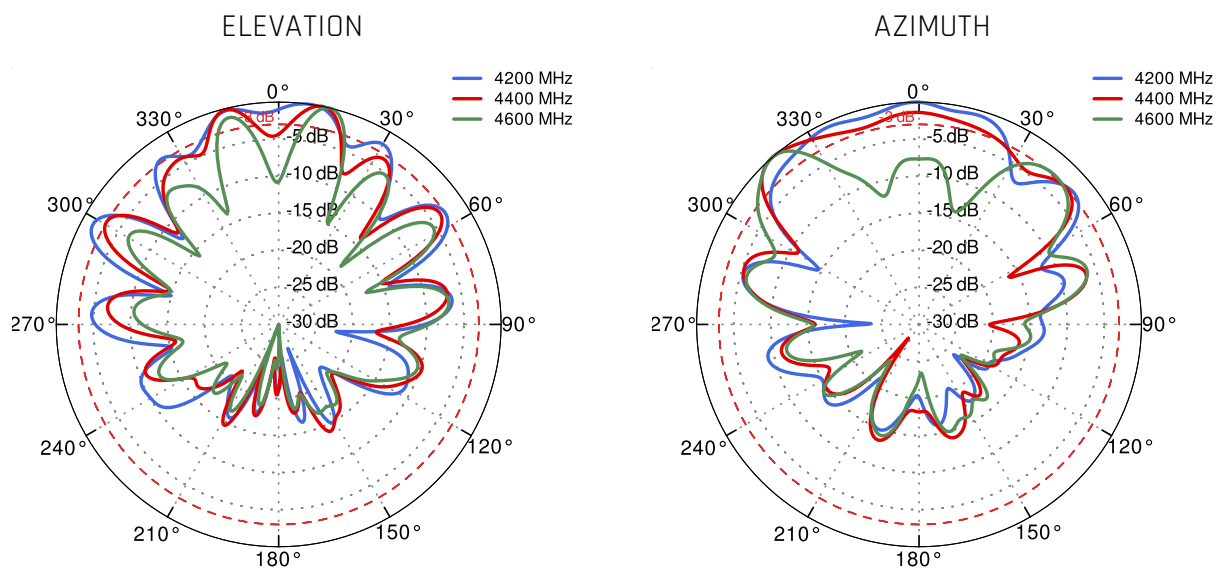 ELEVATION
4200 MHz
4400 MHz
4600 MHz
0°
30°
60°
90°
120°
150°
180°
210°
240°
270°
300°
330°
-3 dB
-5 dB
-10 dB
-15 dB
-20 dB
-25 dB
-30 dB
AZIMUTH
4200 MHz
4400 MHz
4600 MHz
0°
30°
60°
90°
120°
150°
180°
210°
240°
270°
300°
330°
-3 dB
-5 dB
-10 dB
-15 dB
-20 dB
-25 dB
-30 dB